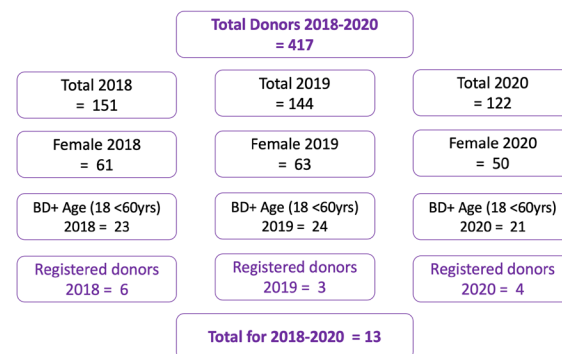 Total Donors 2018-2020
= 417
Total 2018
= 151
Total 2019
= 144
Total 2020
= 122
Female 2018
= 61
Female 2019
= 63
Female 2020
= 50
BD+ Age (18 <60yrs)
2018 = 23
BD+ Age (18 <60yrs)
2019 = 24
BD+ Age (18 <60yrs)
2020 = 21
Registered donors
2018 = 6
Registered donors
2019 = 3
Registered donors
2020 = 4
Total for 2018-2020 = 13